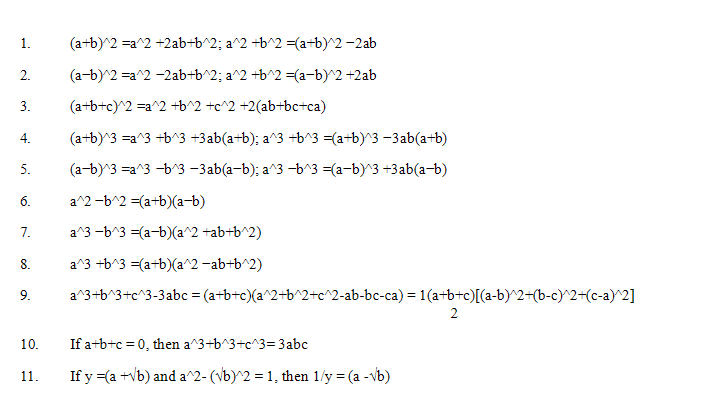 1. (a+b)^2 =a^2 +2ab+b^2; a^2 +b^2 =(a+b)^2 −2ab
2. (a−b)^2 =a^2 −2ab+b^2; a^2 +b^2 =(a−b)^2 +2ab
3. (a+b+c)^2 =a^2 +b^2 +c^2 +2(ab+bc+ca)
4. (a+b)^3 =a^3 +b^3 +3ab(a+b); a^3 +b^3 =(a+b)^3 −3ab(a+b)
5. (a−b)^3 =a^3 −b^3 −3ab(a−b); a^3 −b^3 =(a−b)^3 +3ab(a−b)
6. a^2 −b^2 =(a+b)(a−b)
7. a^3 −b^3 =(a−b)(a^2 +ab+b^2)
8. a^3 +b^3 =(a+b)(a^2 −ab+b^2)
9. a^3+b^3+c^3-3abc = (a+b+c)(a^2+b^2+c^2-ab-bc-ca) = 1(a+b+c)[(a-b)^2+(b-c)^2+(c-a)^2]
2
10. If a+b+c = 0, then a^3+b^3+c^3= 3abc
11. If y =(a +√b) and a^2- (√b)^2 = 1, then 1/y = (a -√b)